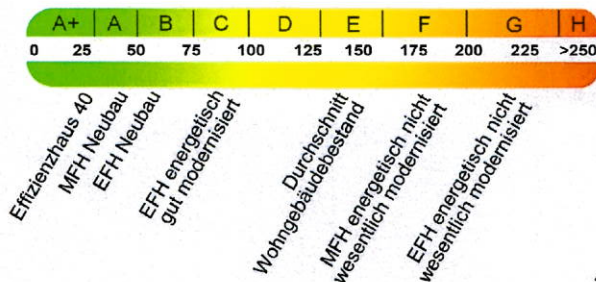 A+ A B C D E F G H
0 25 50 75 100 125 150 175 200 225 >250
Effizienzhaus 40
MFH Neubau
EFH Neubau
EFH energetisch
gut modernisiert
Durchschnitt
Wohngebäudebestand
MFH energetisch nicht
wesentlich modernisiert
EFH energetisch nicht
wesentlich modernisiert